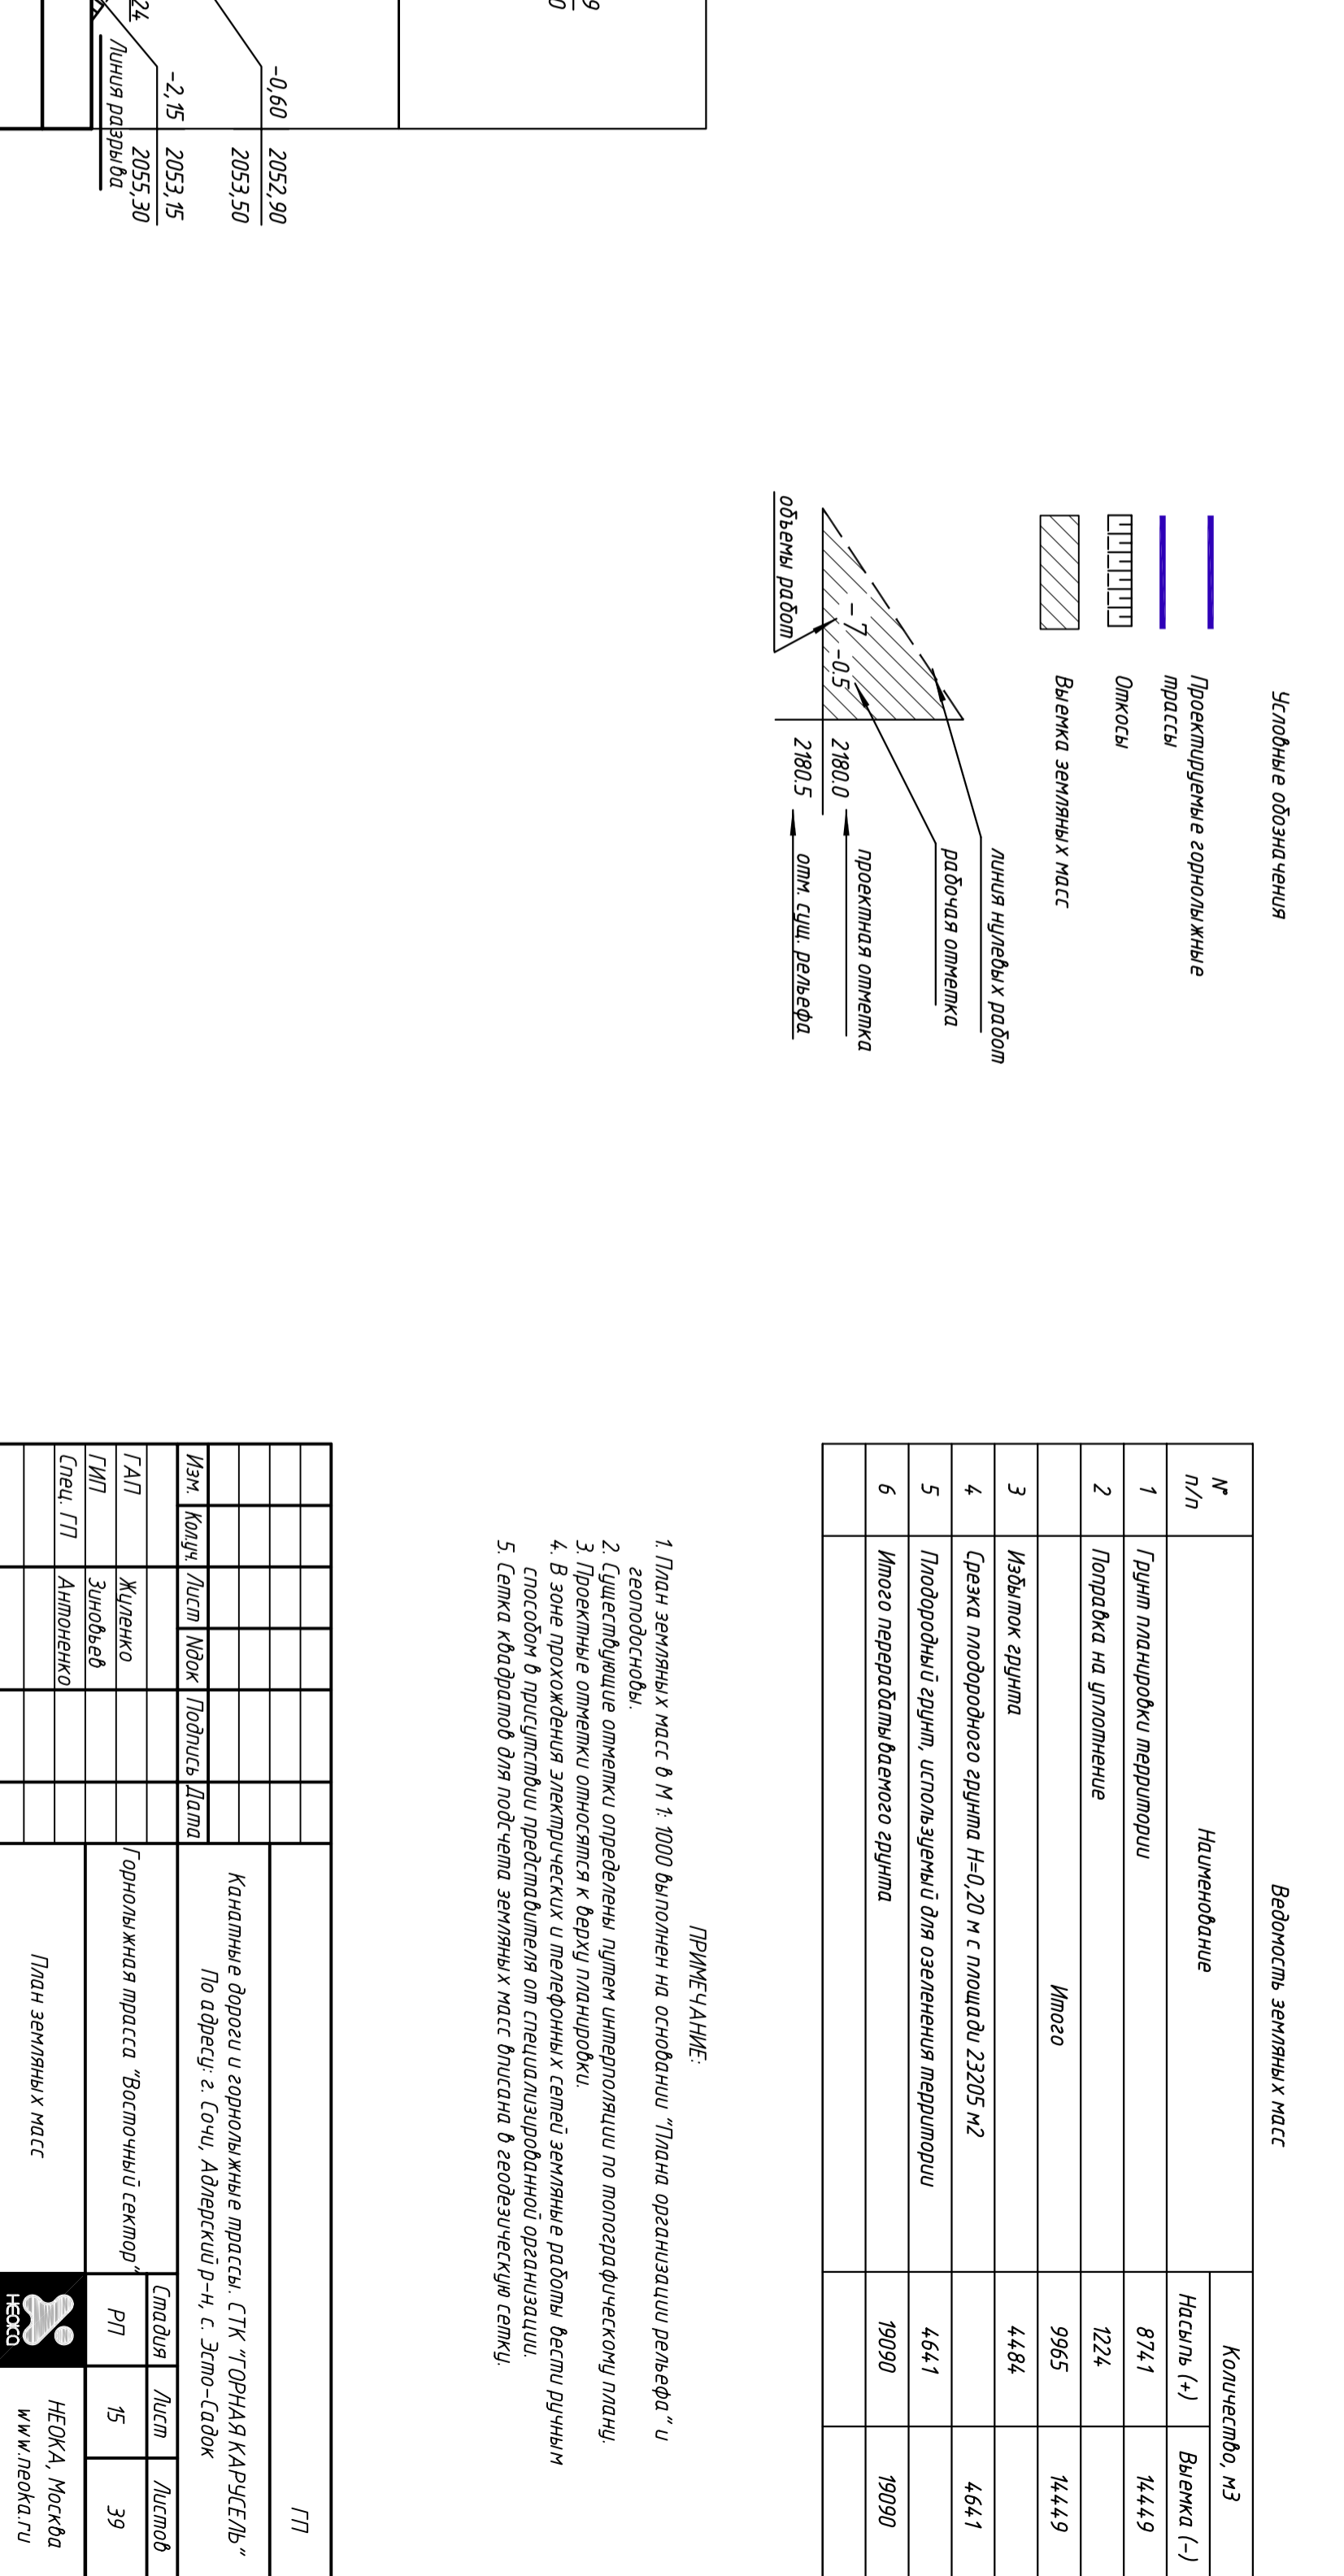 24
-0,60 2052,90
2053,50
-2,15 2053,15
2055,30
Линия разрыва
Условные обозначения
Проектируемые горнолыжные
трассы
Откосы
Выемка земляных масс
линия нулевых работ
рабочая отметка
проектная отметка
отм. сущ. рельефа
- 7
-0.5
2180.0
2180.5
объемы работ
Ведомость земляных масс
N° п/п Наименование Количество, м3
Насыпь (+) Выемка (-)
1 Грунт планировки территории 8741 14449
2 Поправка на уплотнение 1224
Итого 9965 14449
3 Избыток грунта 4484
4 Срезка плодородного грунта Н=0,20 м с площади 23205 м2 4641
5 Плодородный грунт, используемый для озеленения территории 4641
6 Итого перерабатываемого грунта 19090 19090
ПРИМЕЧАНИЕ:
1. План земляных масс в М 1: 1000 выполнен на основании "Плана организации рельефа" и
геоподосновы.
2. Существующие отметки определены путем интерполяции по топографическому плану.
3. Проектные отметки относятся к верху планировки.
4. В зоне прохождения электрических и телефонных сетей земляные работы вести ручным
способом в присутствии представителя от специализированной организации.
5. Сетка квадратов для подсчета земляных масс вписана в геодезическую сетку.
ГП
Канатные дороги и горнолыжные трассы. СТК "ГОРНАЯ КАРУСЕЛЬ"
По адресу: г. Сочи, Адлерский р-н, с. Эсто-Садок
Изм. Колуч. Лист Nдок Подпись Дата
ГАП Жуленко
ГИП Зиновьев
Спец. ГП Антоненко
Горнолыжная трасса "Восточный сектор"
Стадия Лист Листов
РП 15 39
План земляных масс
НЕОКА
НЕОКА, Москва
www.neoka.ru